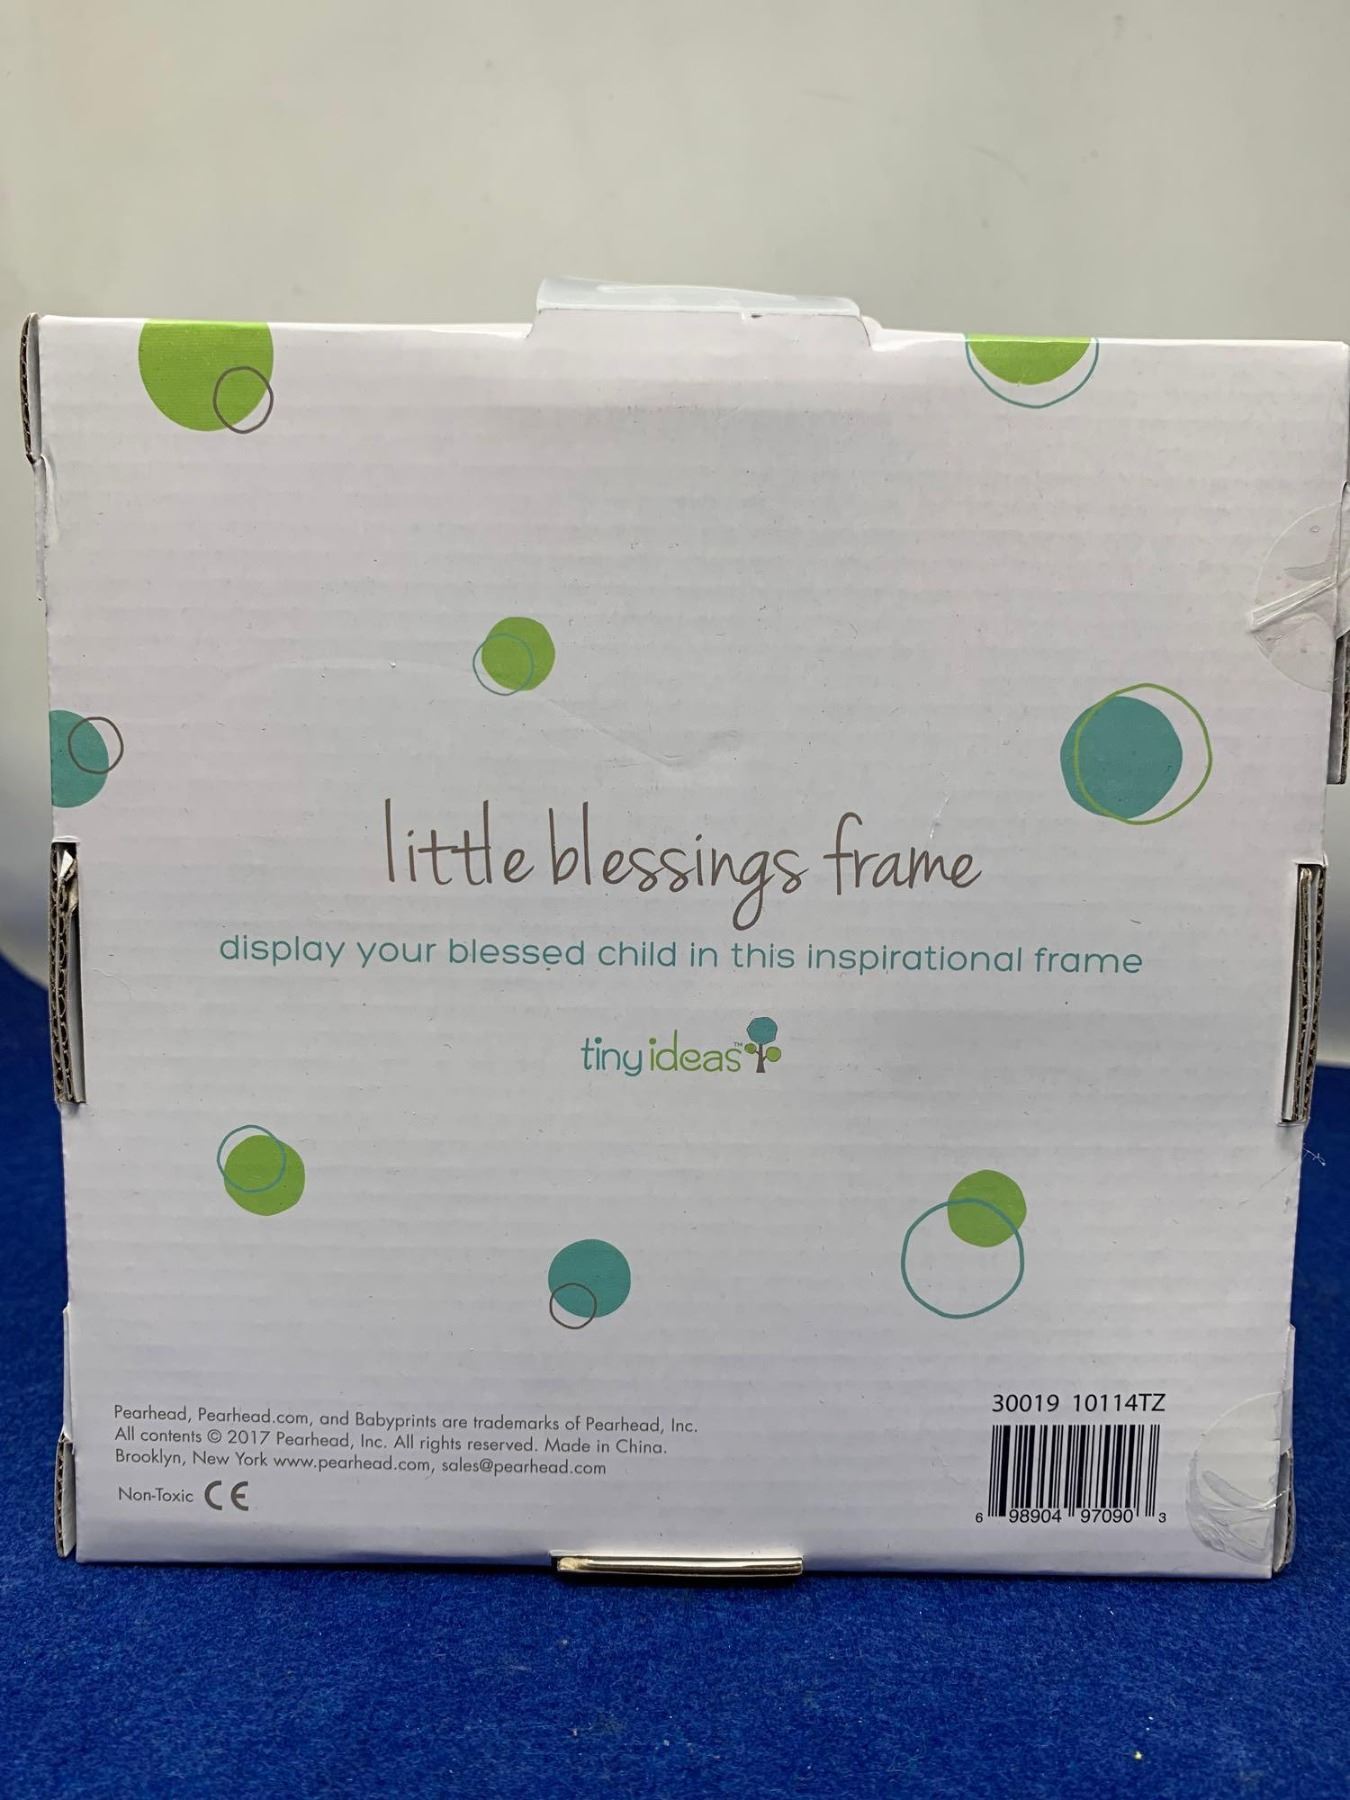 little blessings frame
display your blessed child in this inspirational frame
tinyideas™
Pearhead, Pearhead.com, and Babyprints are trademarks of Pearhead, Inc.
All contents © 2017 Pearhead, Inc. All rights reserved. Made in China.
Brooklyn, New York www.pearhead.com, sales@pearhead.com
Non-Toxic CE
30019 10114TZ
6 98904 97090 3